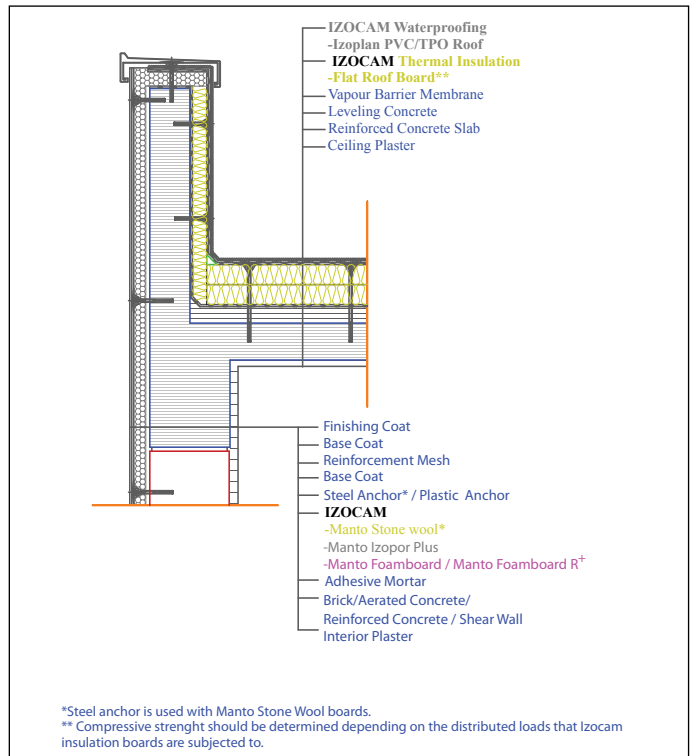 IZOCAM Waterproofing
-Izoplan PVC/TPO Roof
IZOCAM Thermal Insulation
-Flat Roof Board**
Vapour Barrier Membrane
Leveling Concrete
Reinforced Concrete Slab
Ceiling Plaster
Finishing Coat
Base Coat
Reinforcement Mesh
Base Coat
Steel Anchor* / Plastic Anchor
IZOCAM
-Manto Stone wool*
-Manto Izopor Plus
-Manto Foamboard / Manto Foamboard R⁺
Adhesive Mortar
Brick/Aerated Concrete/
Reinforced Concrete / Shear Wall
Interior Plaster
*Steel anchor is used with Manto Stone Wool boards.
** Compressive strenght should be determined depending on the distributed loads that Izocam
insulation boards are subjected to.